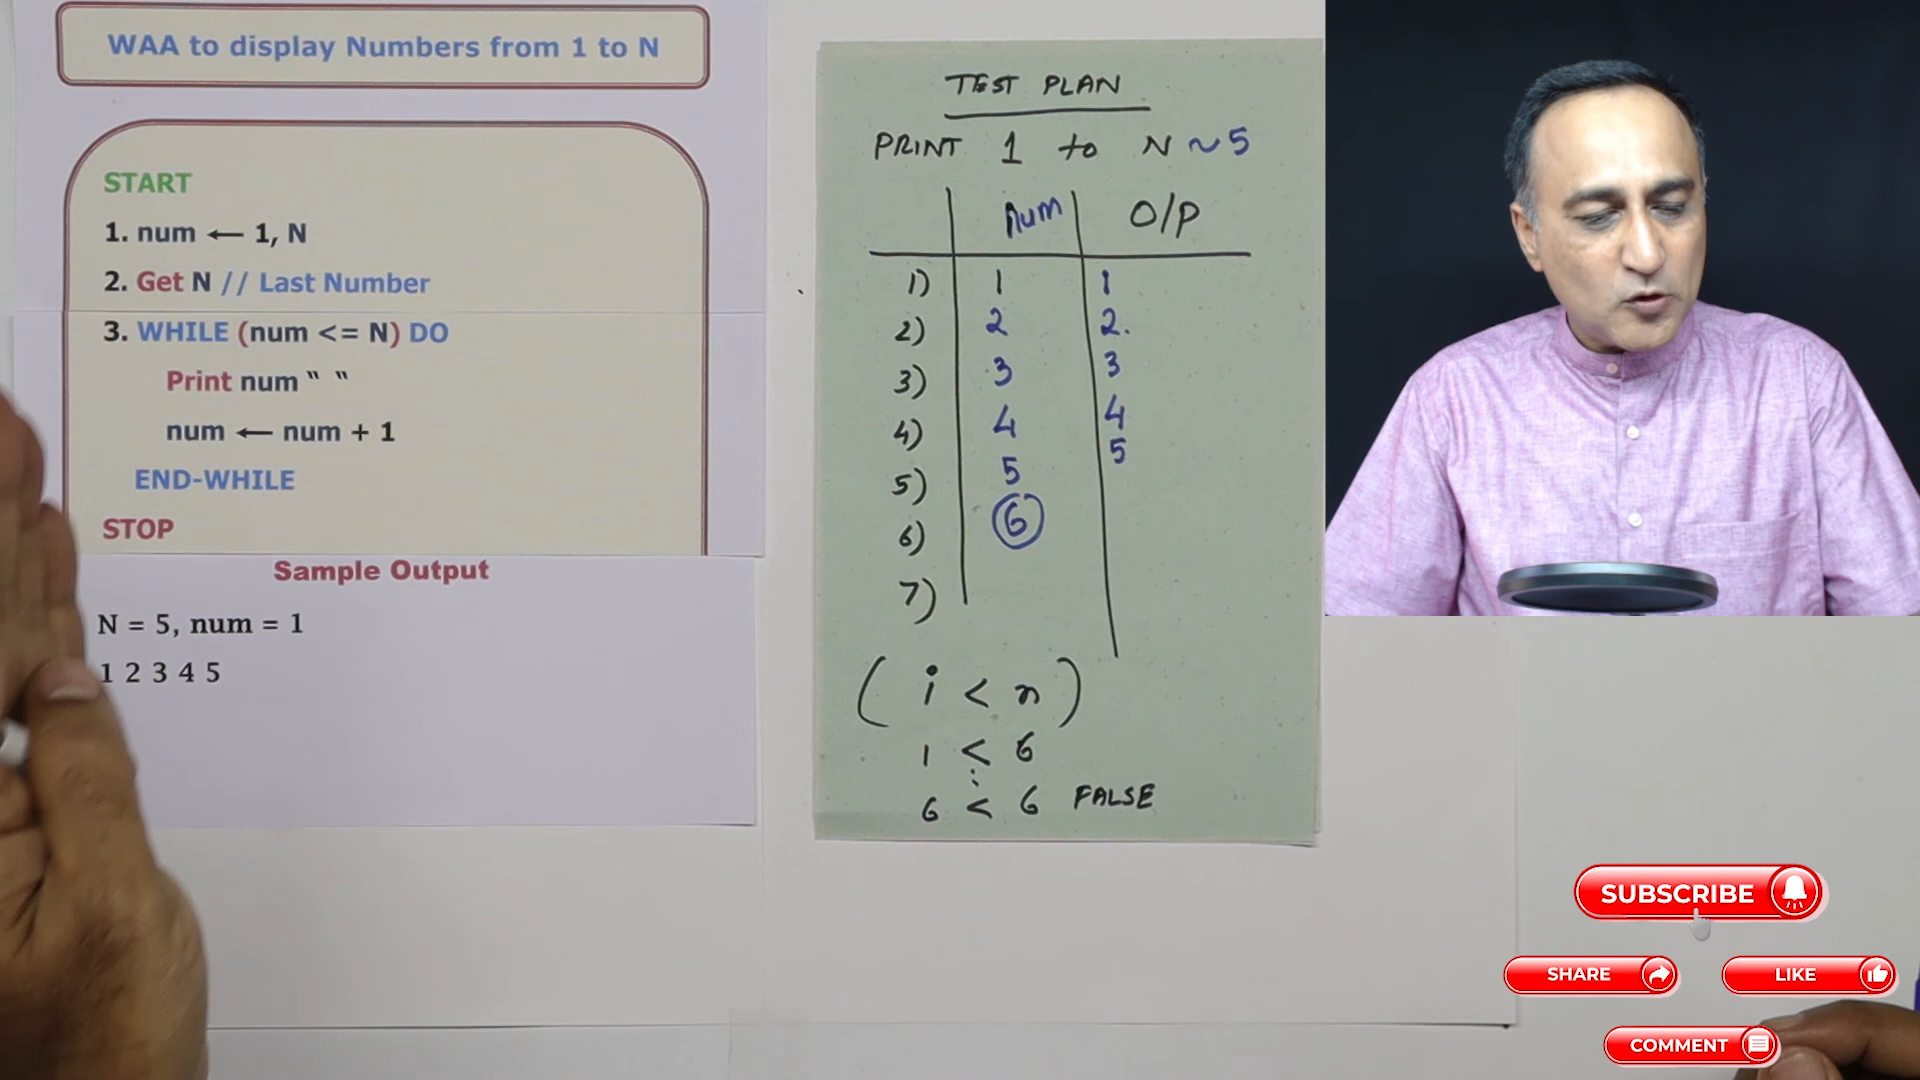 WAA to display Numbers from 1 to N
START
1. num ← 1, N
2. Get N // Last Number
3. WHILE (num <= N) DO
Print num “ “
num ← num + 1
END-WHILE
STOP
Sample Output
N = 5, num = 1
1 2 3 4 5
TEST PLAN
PRINT 1 to N ~ 5
num O/P
1) 1 1
2) 2 2.
3) 3 3
4) 4 4
5) 5 5
6) 6
7)
( i < n )
1 < 6
:
6 < 6 FALSE
SUBSCRIBE
SHARE
LIKE
COMMENT